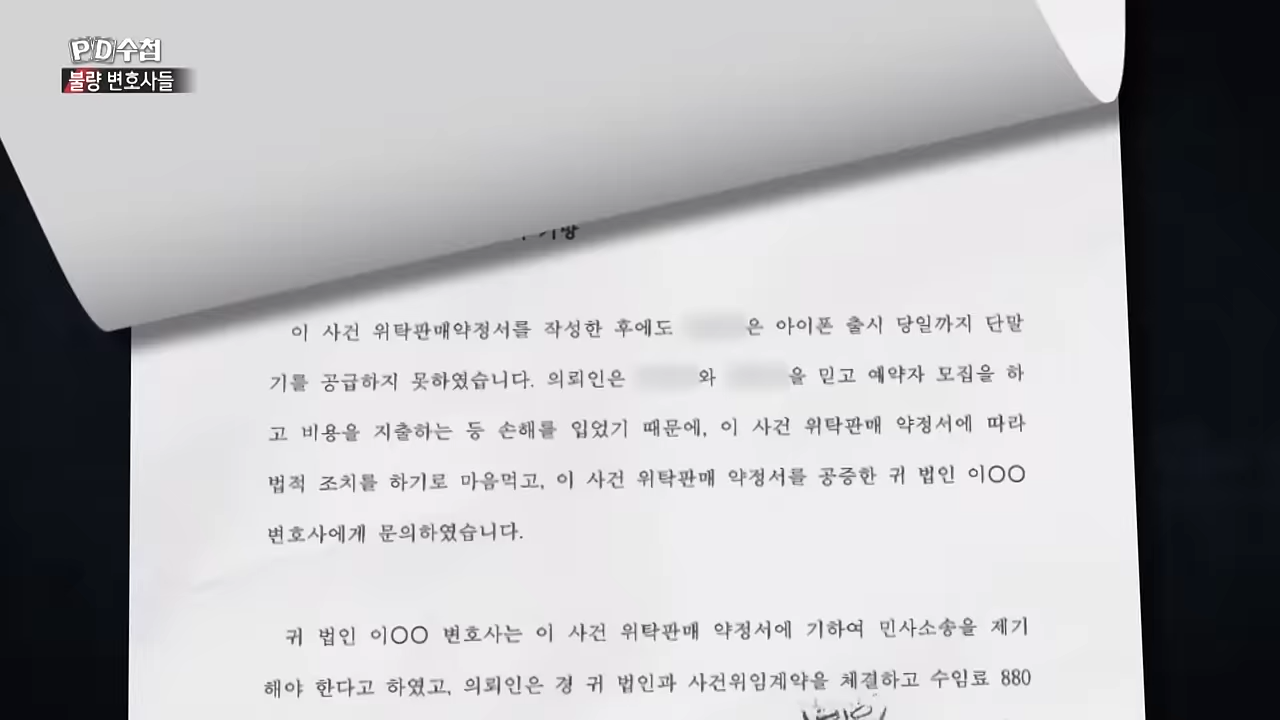 PD수첩
불량 변호사들
이 사건 위탁판매약정서를 작성한 후에도 은 아이폰 출시 당일까지 단말
기를 공급하지 못하였습니다. 의뢰인은 와 을 믿고 예약자 모집을 하
고 비용을 지출하는 등 손해를 입었기 때문에, 이 사건 위탁판매 약정서에 따라
법적 조치를 하기로 마음먹고, 이 사건 위탁판매 약정서를 공증한 귀 법인 이〇〇
변호사에게 문의하였습니다.
귀 법인 이〇〇 변호사는 이 사건 위탁판매 약정서에 기하여 민사소송을 제기
해야 한다고 하였고, 의뢰인은 경 귀 법인과 사건위임계약을 체결하고 수임료 880